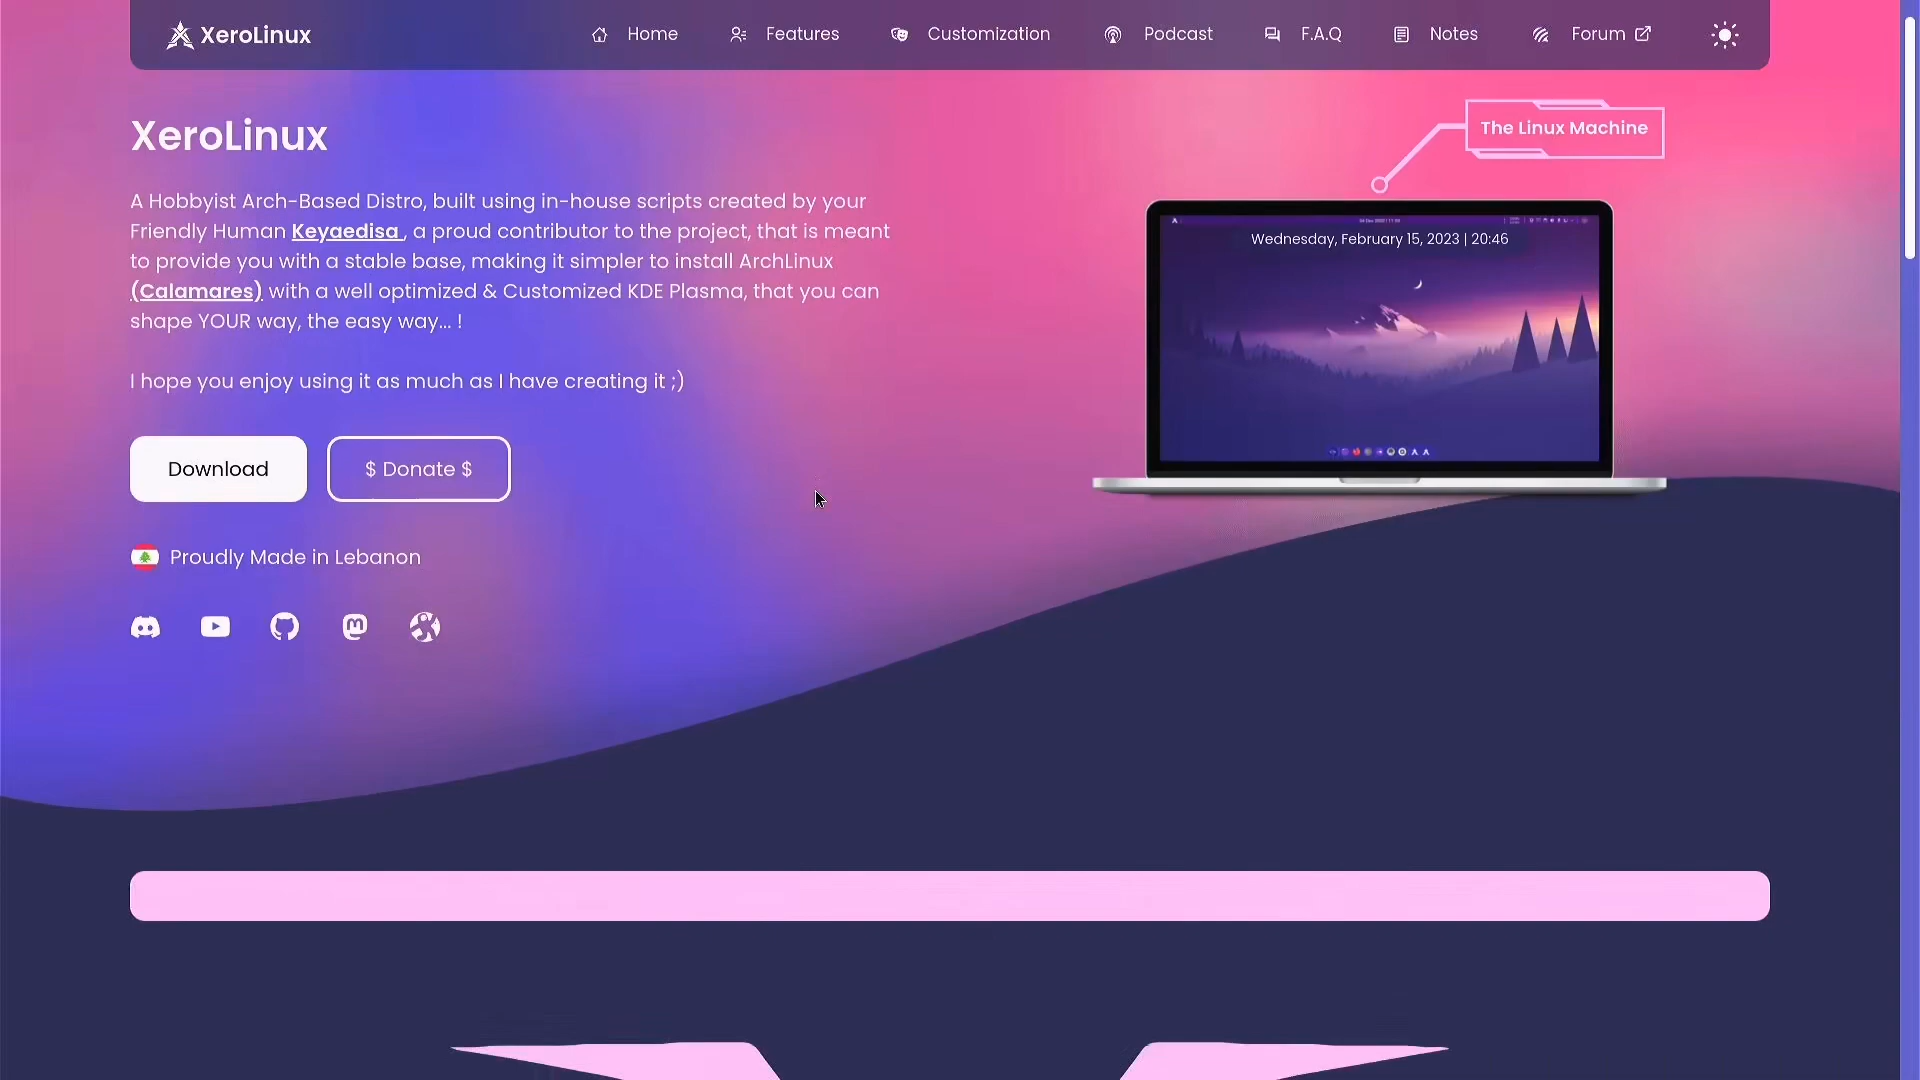 XeroLinux
Home
Features
Customization
Podcast
F.A.Q
Notes
Forum
XeroLinux
A Hobbyist Arch-Based Distro, built using in-house scripts created by your
Friendly Human Keyaedisa , a proud contributor to the project, that is meant
to provide you with a stable base, making it simpler to install ArchLinux
(Calamares) with a well optimized & Customized KDE Plasma, that you can
shape YOUR way, the easy way... !
I hope you enjoy using it as much as I have creating it ;)
Download
$ Donate $
Proudly Made in Lebanon
The Linux Machine
Wednesday, February 15, 2023 | 20:46